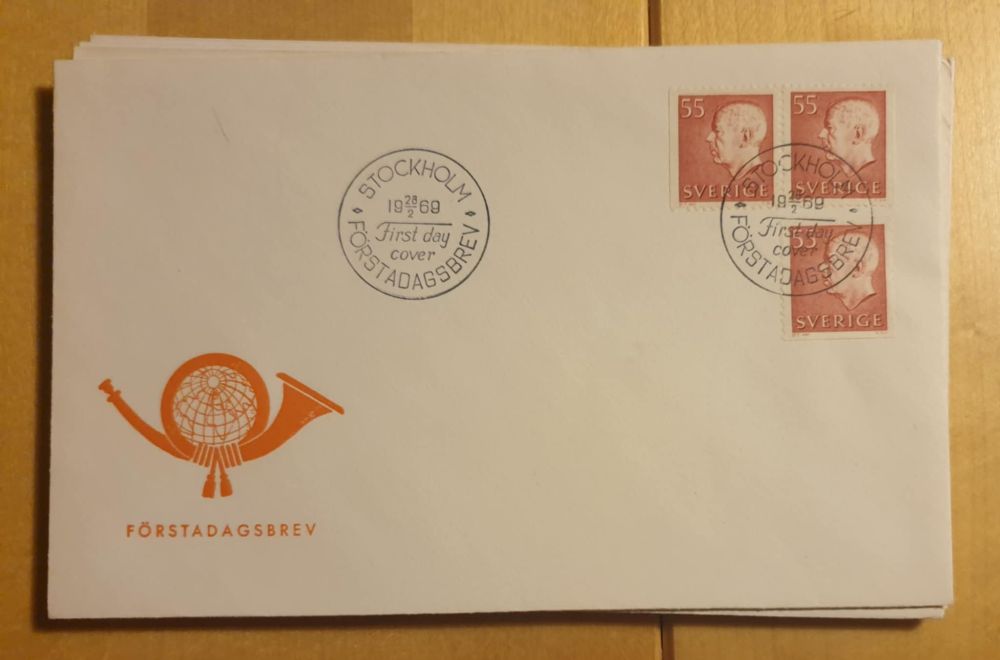 55
SVERIGE
55
SVERIGE
55
SVERIGE
STOCKHOLM
19 28/2 69
First day
cover
FÖRSTADAGSBREV
STOCKHOLM
19 28/2 69
First day
cover
FÖRSTADAGSBREV
FÖRSTADAGSBREV